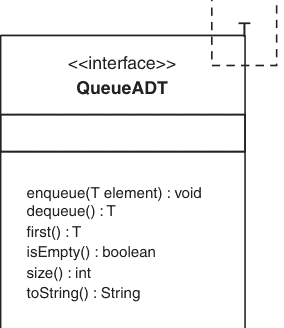 T
<<interface>>
QueueADT
enqueue(T element) : void
dequeue() : T
first() : T
isEmpty() : boolean
size() : int
toString() : String